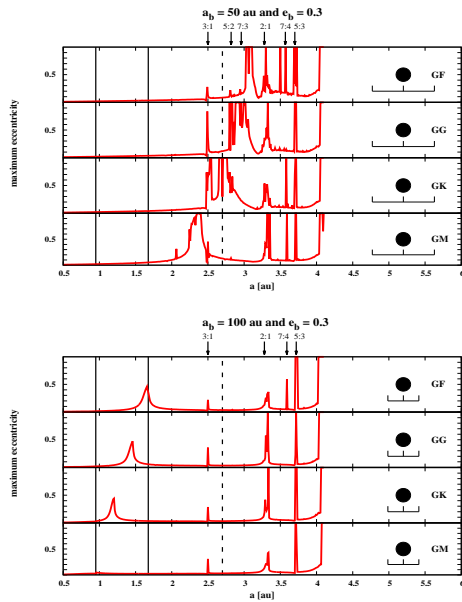 a_b = 50 au and e_b = 0.3
3:1 5:2 7:3 2:1 7:4 5:3
maximum eccentricity
0.5 GF
0.5 GG
0.5 GK
0.5 GM
0.5 1 1.5 2 2.5 3 3.5 4 4.5 5 5.5 6
a [au]
a_b = 100 au and e_b = 0.3
3:1 2:1 7:4 5:3
maximum eccentricity
0.5 GF
0.5 GG
0.5 GK
0.5 GM
0.5 1 1.5 2 2.5 3 3.5 4 4.5 5 5.5 6
a [au]